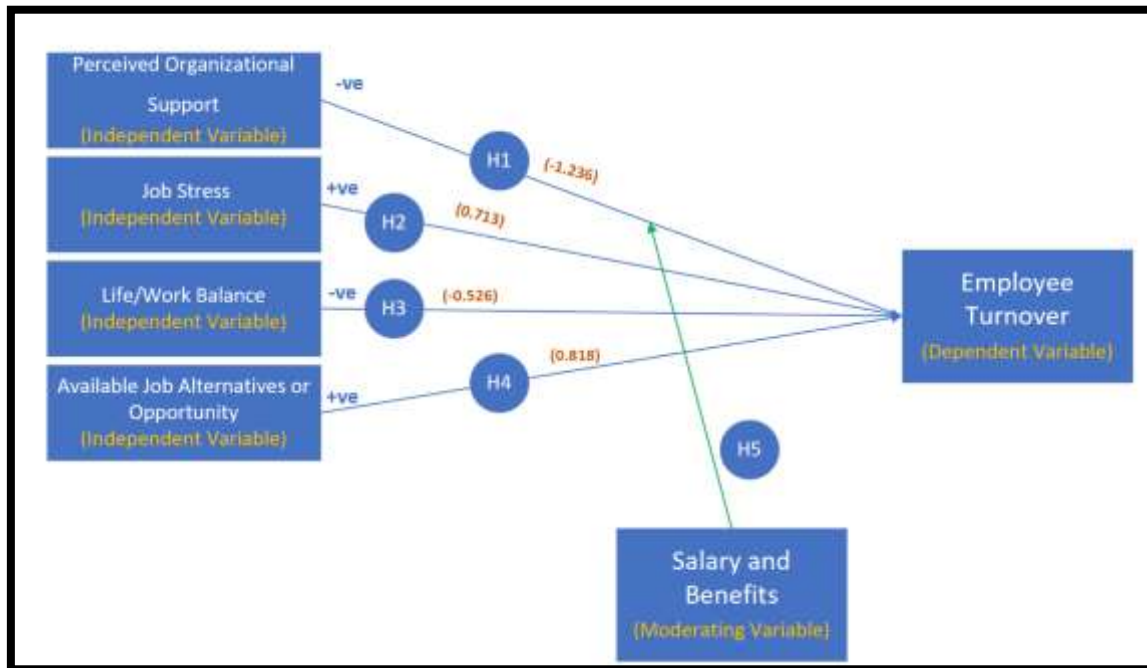 Perceived Organizational
Support
(Independent Variable)
-ve
H1
(-1.236)
Job Stress
(Independent Variable)
+ve
H2
(0.713)
Life/Work Balance
(Independent Variable)
-ve
H3
(-0.526)
Available Job Alternatives or
Opportunity
(Independent Variable)
+ve
H4
(0.818)
Employee
Turnover
(Dependent Variable)
H5
Salary and
Benefits
(Moderating Variable)